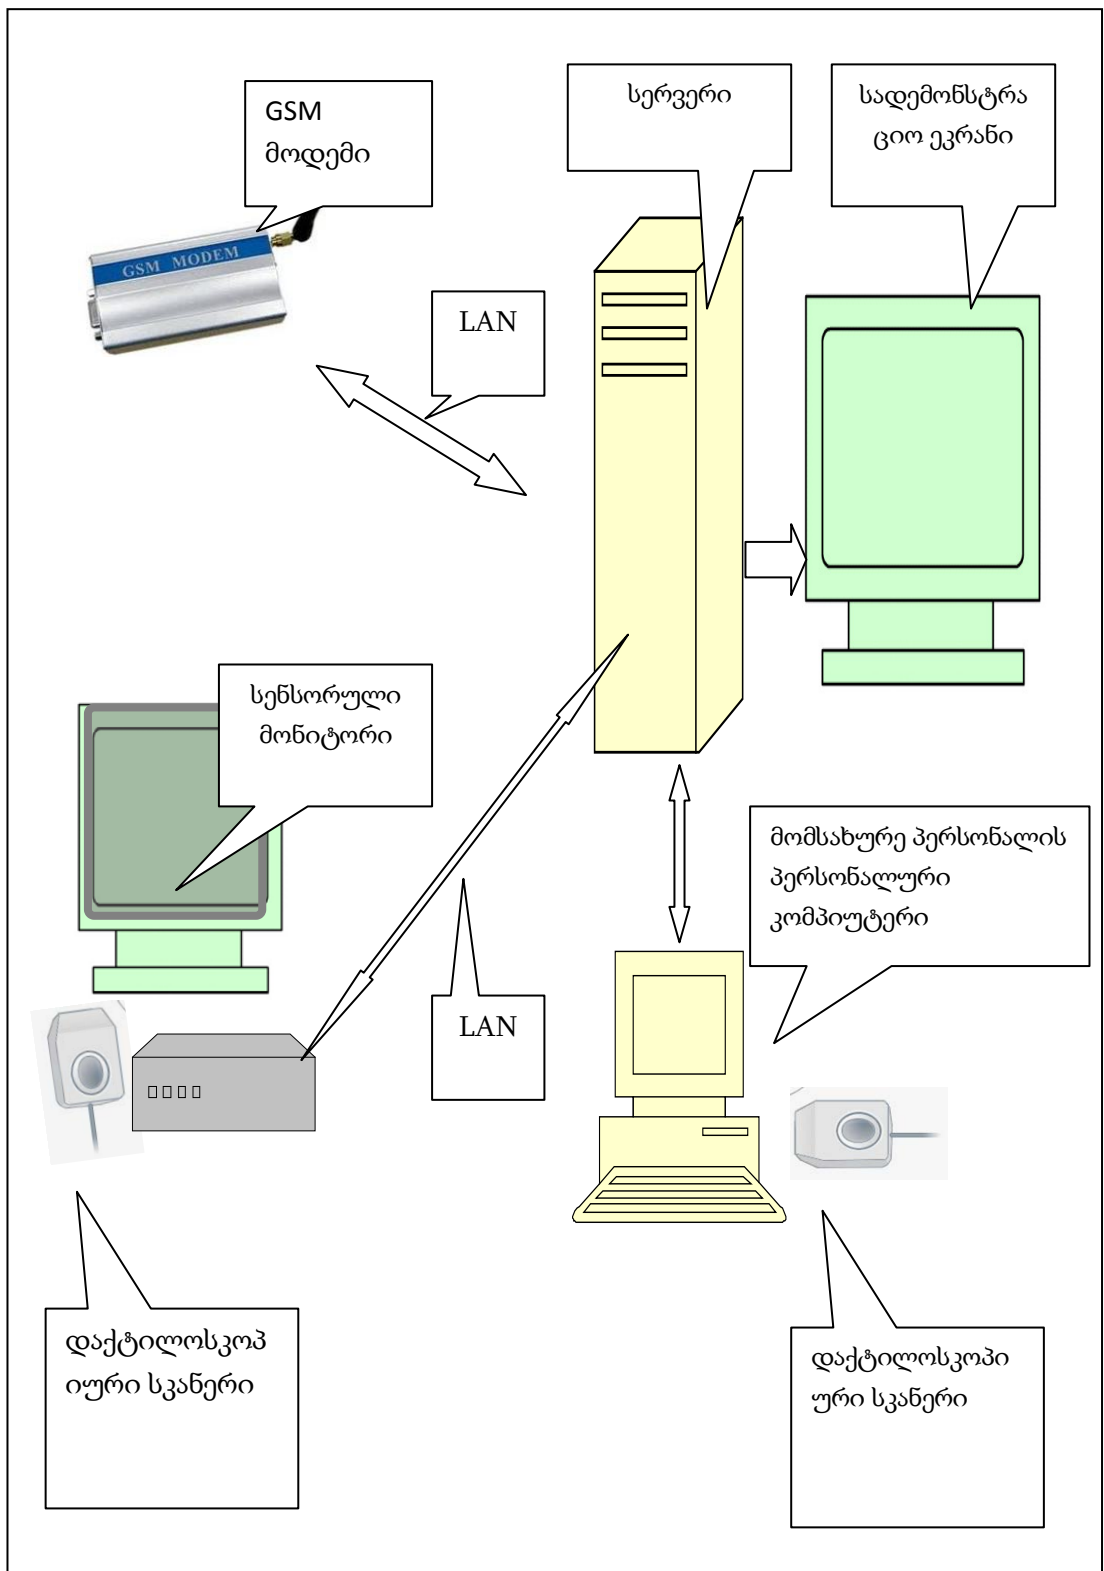 GSM
მოდემი
სერვერი
სადემონსტრა
ციო ეკრანი
GSM MODEM
LAN
სენსორული
მონიტორი
მომსახურე პერსონალის
პერსონალური
კომპიუტერი
LAN
დაქტილოსკოპ
იური სკანერი
დაქტილოსკოპი
ური სკანერი